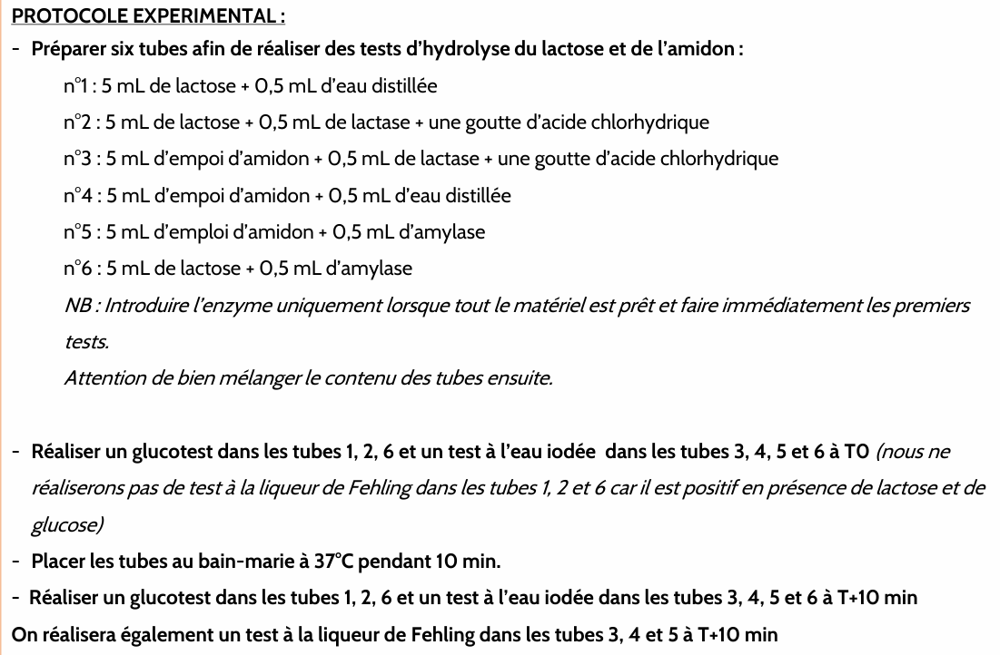 PROTOCOLE EXPERIMENTAL :
- Préparer six tubes afin de réaliser des tests d’hydrolyse du lactose et de l’amidon :
n°1 : 5 mL de lactose + 0,5 mL d’eau distillée
n°2 : 5 mL de lactose + 0,5 mL de lactase + une goutte d’acide chlorhydrique
n°3 : 5 mL d’empoi d’amidon + 0,5 mL de lactase + une goutte d’acide chlorhydrique
n°4 : 5 mL d’empoi d’amidon + 0,5 mL d’eau distillée
n°5 : 5 mL d’emploi d’amidon + 0,5 mL d’amylase
n°6 : 5 mL de lactose + 0,5 mL d’amylase
NB : Introduire l’enzyme uniquement lorsque tout le matériel est prêt et faire immédiatement les premiers
tests.
Attention de bien mélanger le contenu des tubes ensuite.
- Réaliser un glucotest dans les tubes 1, 2, 6 et un test à l’eau iodée dans les tubes 3, 4, 5 et 6 à T0 (nous ne
réaliserons pas de test à la liqueur de Fehling dans les tubes 1, 2 et 6 car il est positif en présence de lactose et de
glucose)
- Placer les tubes au bain-marie à 37°C pendant 10 min.
- Réaliser un glucotest dans les tubes 1, 2, 6 et un test à l’eau iodée dans les tubes 3, 4, 5 et 6 à T+10 min
On réalisera également un test à la liqueur de Fehling dans les tubes 3, 4 et 5 à T+10 min